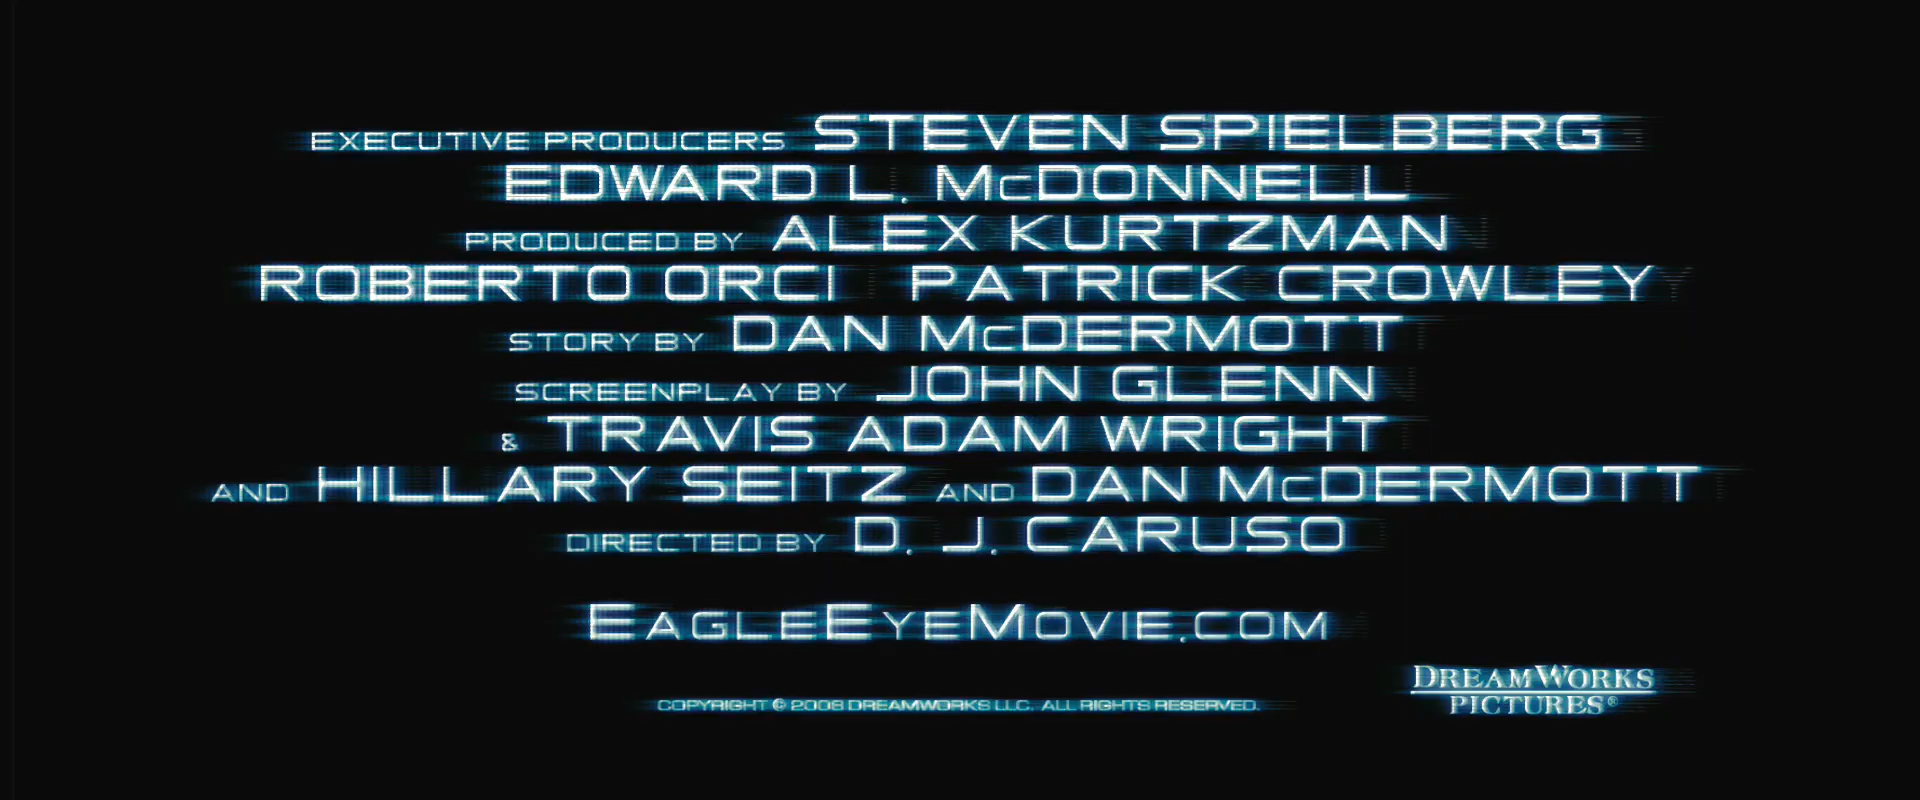 EXECUTIVE PRODUCERS STEVEN SPIELBERG
EDWARD L. McDONNELL
PRODUCED BY ALEX KURTZMAN
ROBERTO ORCI PATRICK CROWLEY
STORY BY DAN McDERMOTT
SCREENPLAY BY JOHN GLENN
& TRAVIS ADAM WRIGHT
AND HILLARY SEITZ AND DAN McDERMOTT
DIRECTED BY D. J. CARUSO
EAGLEEYEMOVIE.COM
DREAMWORKS
PICTURES®
COPYRIGHT © 2008 DREAMWORKS LLC. ALL RIGHTS RESERVED.